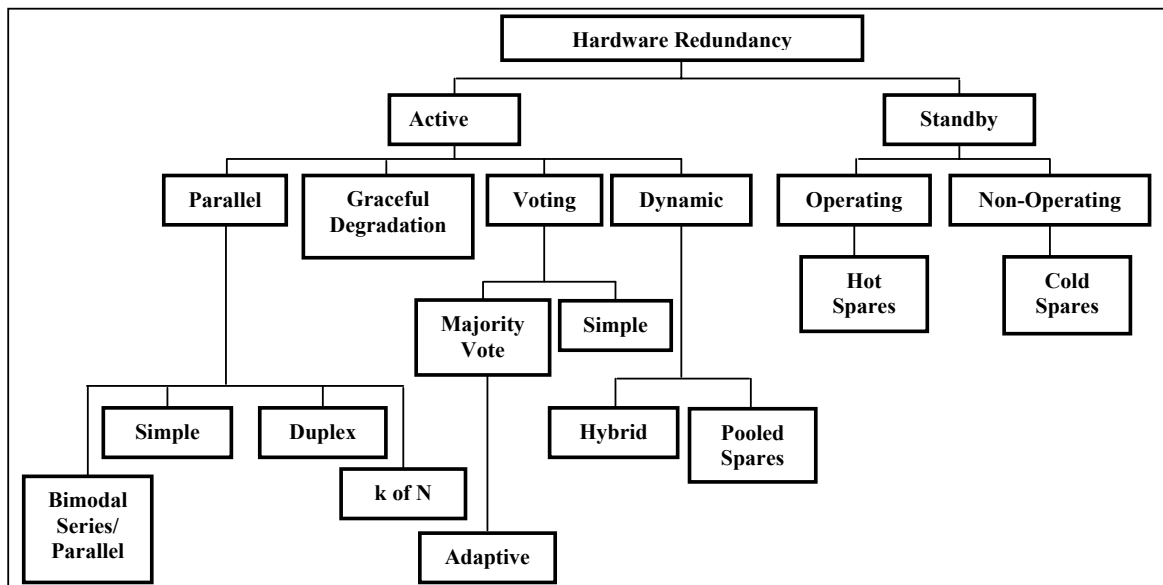 Hardware Redundancy
Active
Standby
Parallel
Graceful
Degradation
Voting
Dynamic
Operating
Non-Operating
Hot
Spares
Cold
Spares
Majority
Vote
Simple
Simple
Duplex
Hybrid
Pooled
Spares
Bimodal
Series/
Parallel
k of N
Adaptive